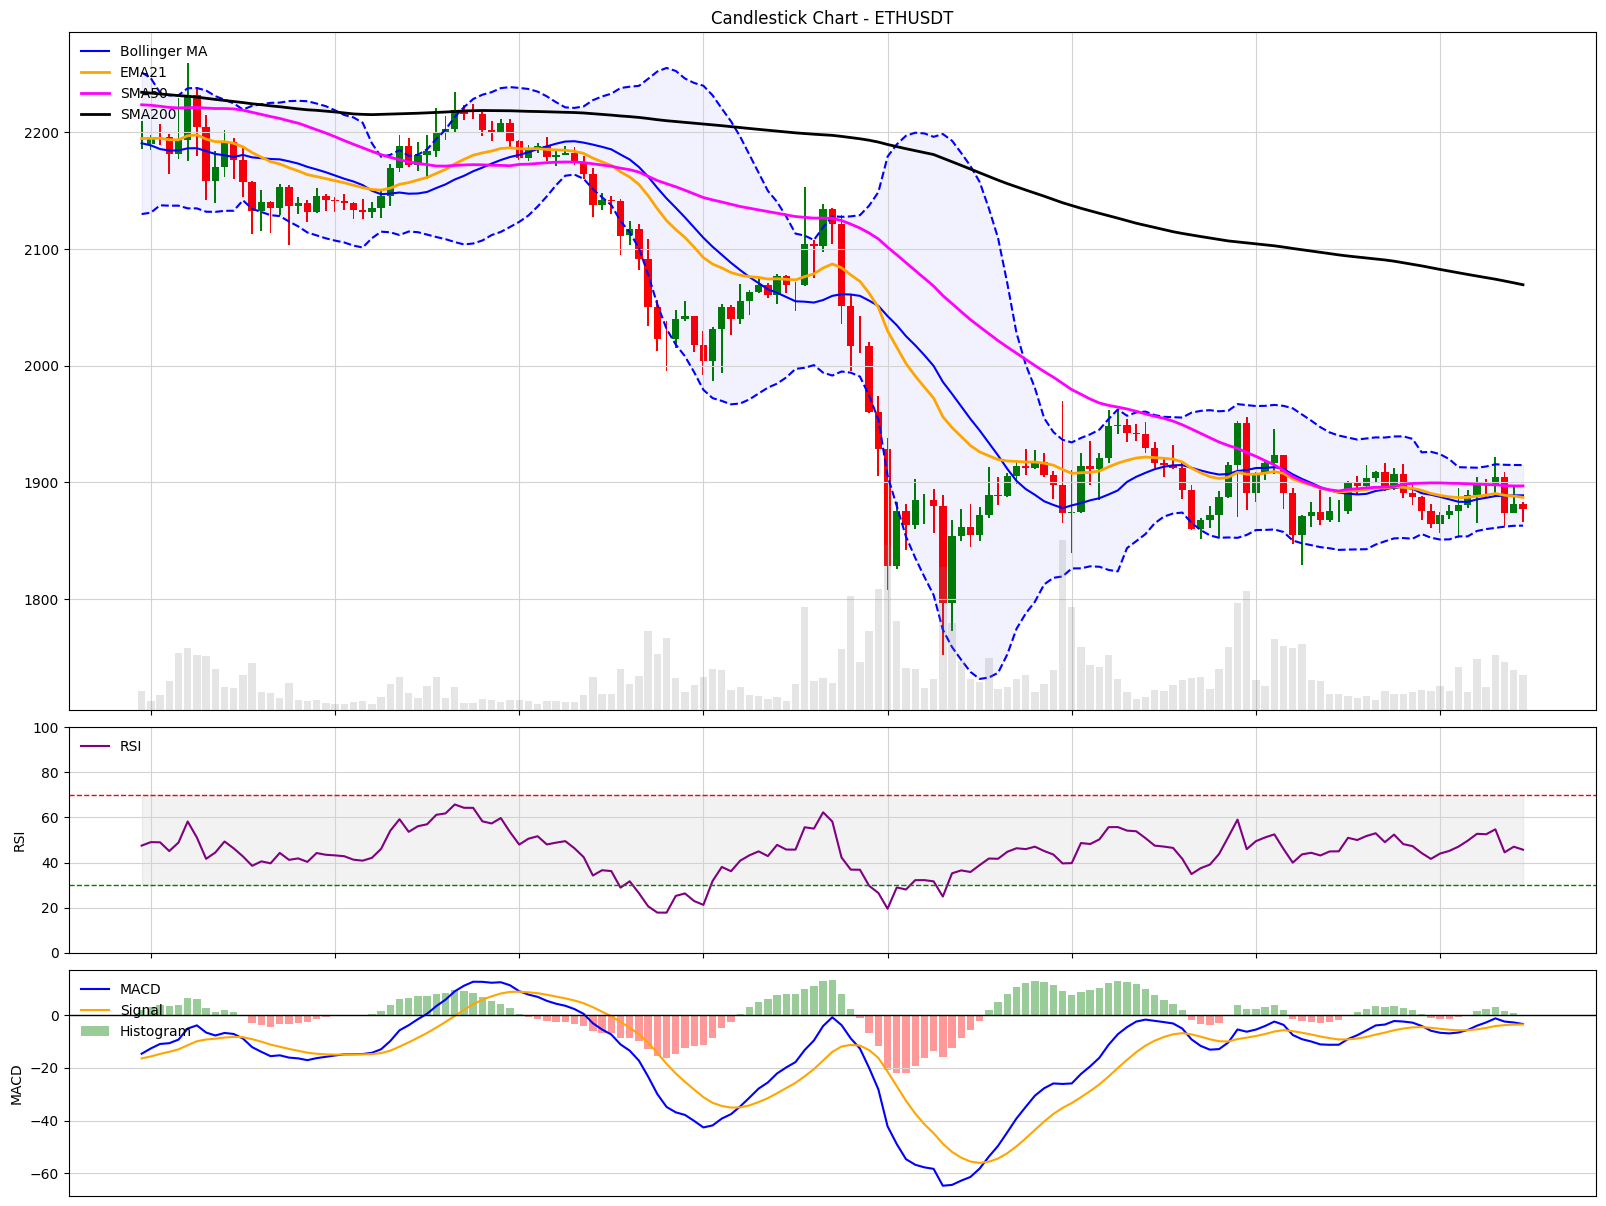 Candlestick Chart - ETHUSDT
Bollinger MA
EMA21
SMA50
SMA200
2200
2100
2000
1900
1800
100
80
60
40
20
0
RSI
RSI
0
−20
−40
−60
MACD
MACD
Signal
Histogram